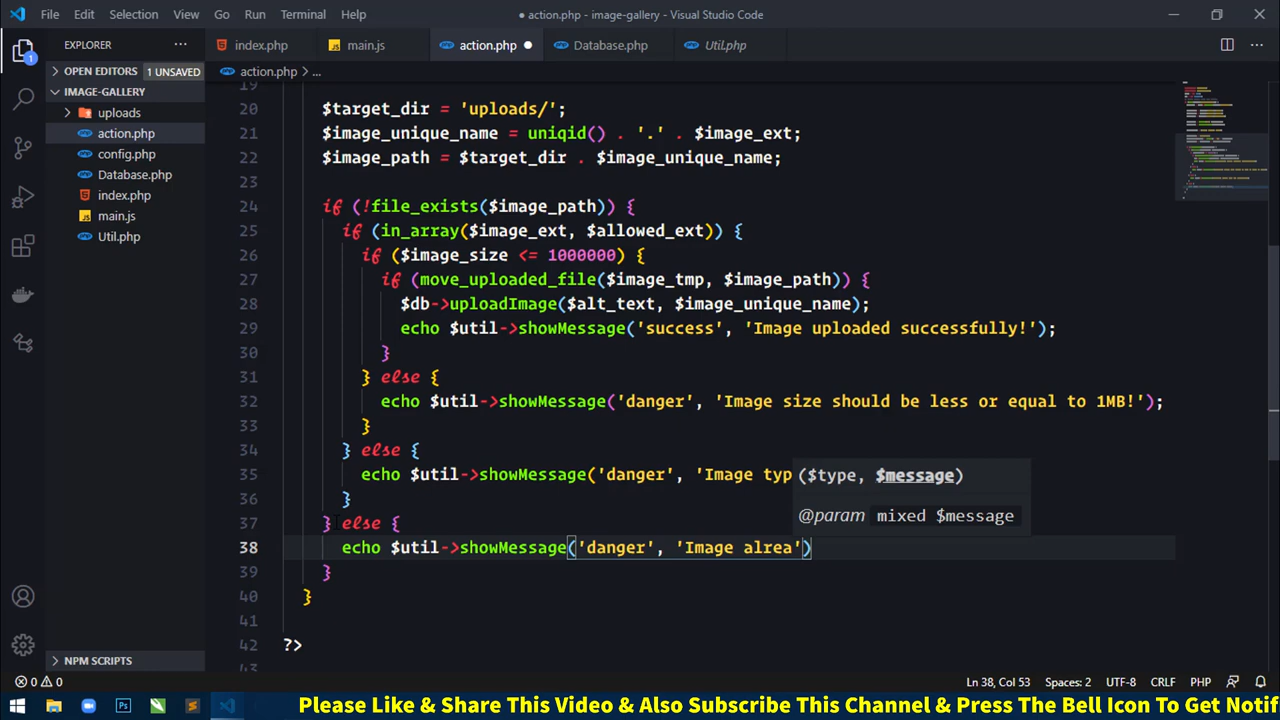 File Edit Selection View Go Run Terminal Help
● action.php - image-gallery - Visual Studio Code
EXPLORER
index.php
main.js
action.php
Database.php
Util.php
OPEN EDITORS 1 UNSAVED
action.php > ...
IMAGE-GALLERY
uploads
action.php
config.php
Database.php
index.php
main.js
Util.php
NPM SCRIPTS
1
19
20 $target_dir = 'uploads/';
21 $image_unique_name = uniqid() . '.' . $image_ext;
22 $image_path = $target_dir . $image_unique_name;
23
24 if (!file_exists($image_path)) {
25 if (in_array($image_ext, $allowed_ext)) {
26 if ($image_size <= 1000000) {
27 if (move_uploaded_file($image_tmp, $image_path)) {
28 $db->uploadImage($alt_text, $image_unique_name);
29 echo $util->showMessage('success', 'Image uploaded successfully!');
30 }
31 } else {
32 echo $util->showMessage('danger', 'Image size should be less or equal to 1MB!');
33 }
34 } else {
35 echo $util->showMessage('danger', 'Image typ
($type, $message)
36 }
@param mixed $message
37 } else {
38 echo $util->showMessage('danger', 'Image alrea')
39 }
40 }
41
42 ?>
0 0
Ln 38, Col 53 Spaces: 2 UTF-8 CRLF PHP
Please Like & Share This Video & Also Subscribe This Channel & Press The Bell Icon To Get Notif